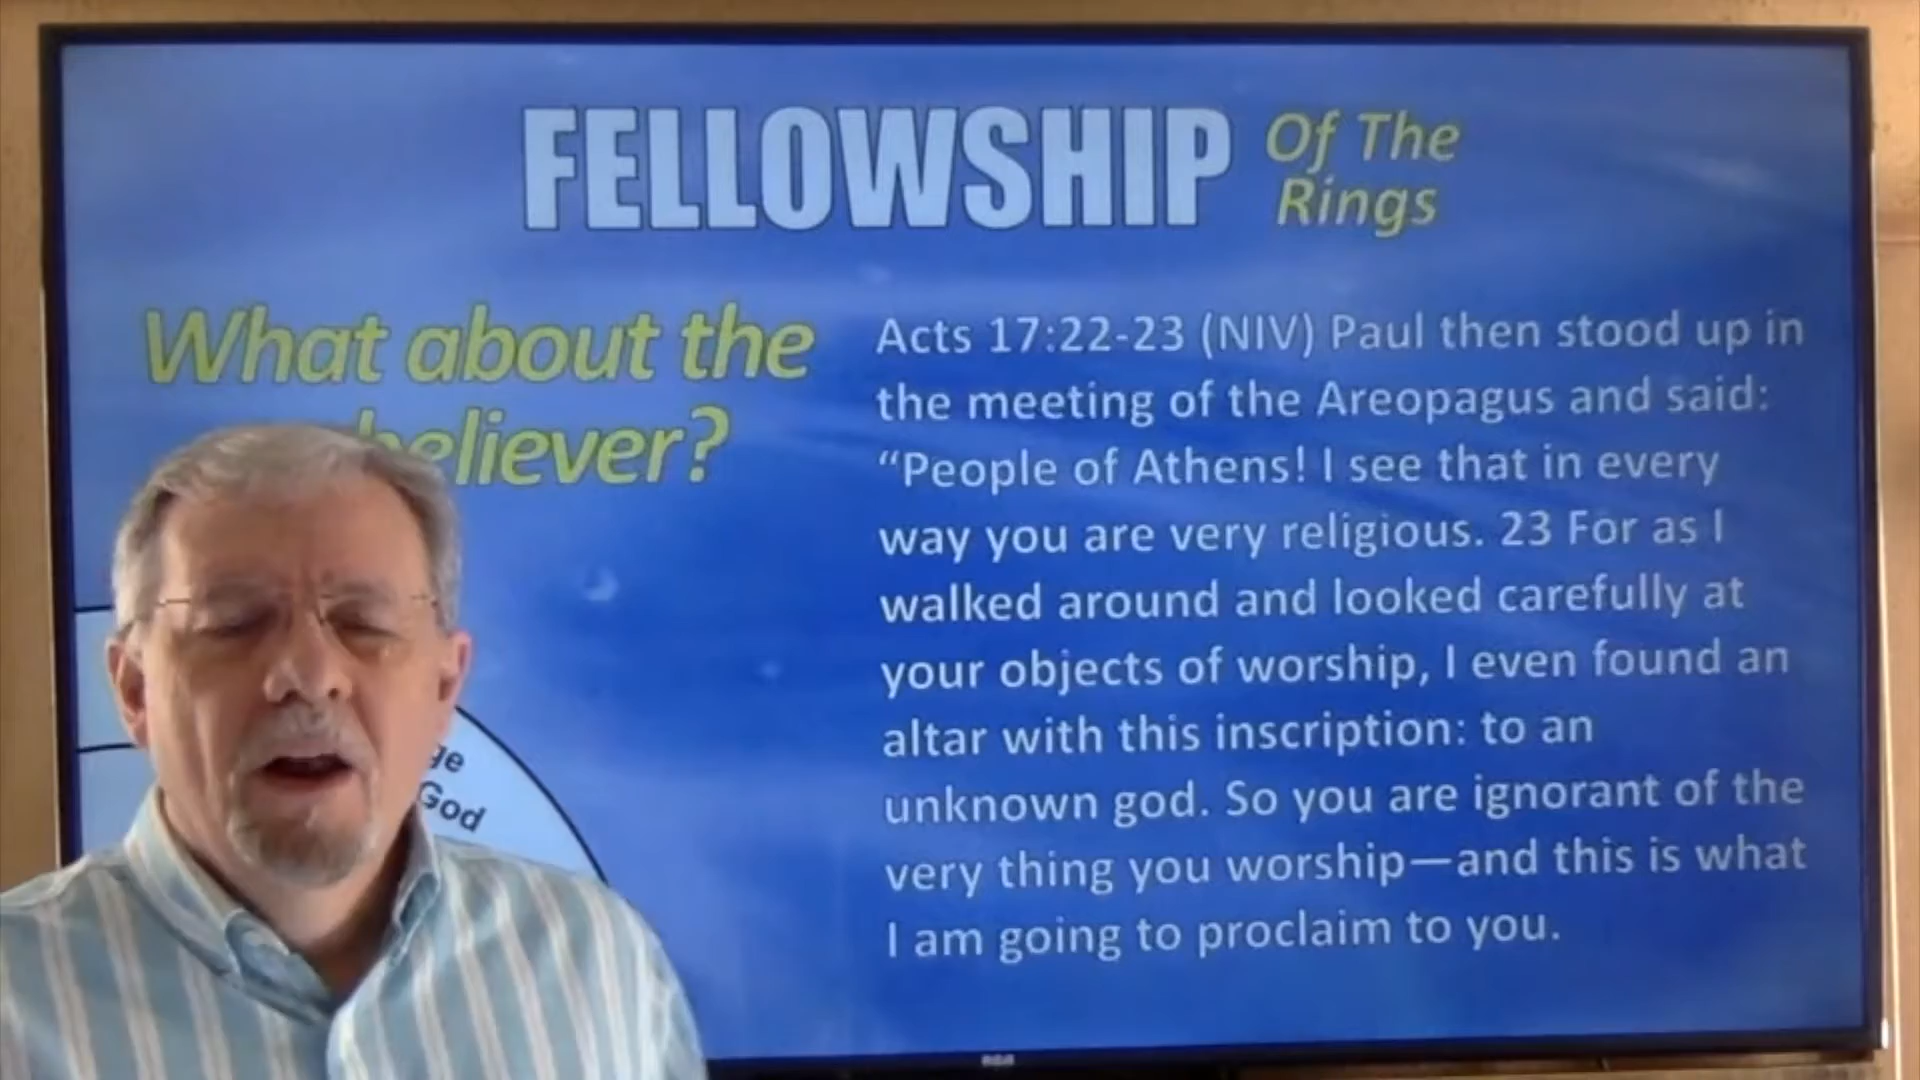 FELLOWSHIP
Of The
Rings
What about the
believer?
Acts 17:22-23 (NIV) Paul then stood up in
the meeting of the Areopagus and said:
“People of Athens! I see that in every
way you are very religious. 23 For as I
walked around and looked carefully at
your objects of worship, I even found an
altar with this inscription: to an
unknown god. So you are ignorant of the
very thing you worship—and this is what
I am going to proclaim to you.
God
RCA